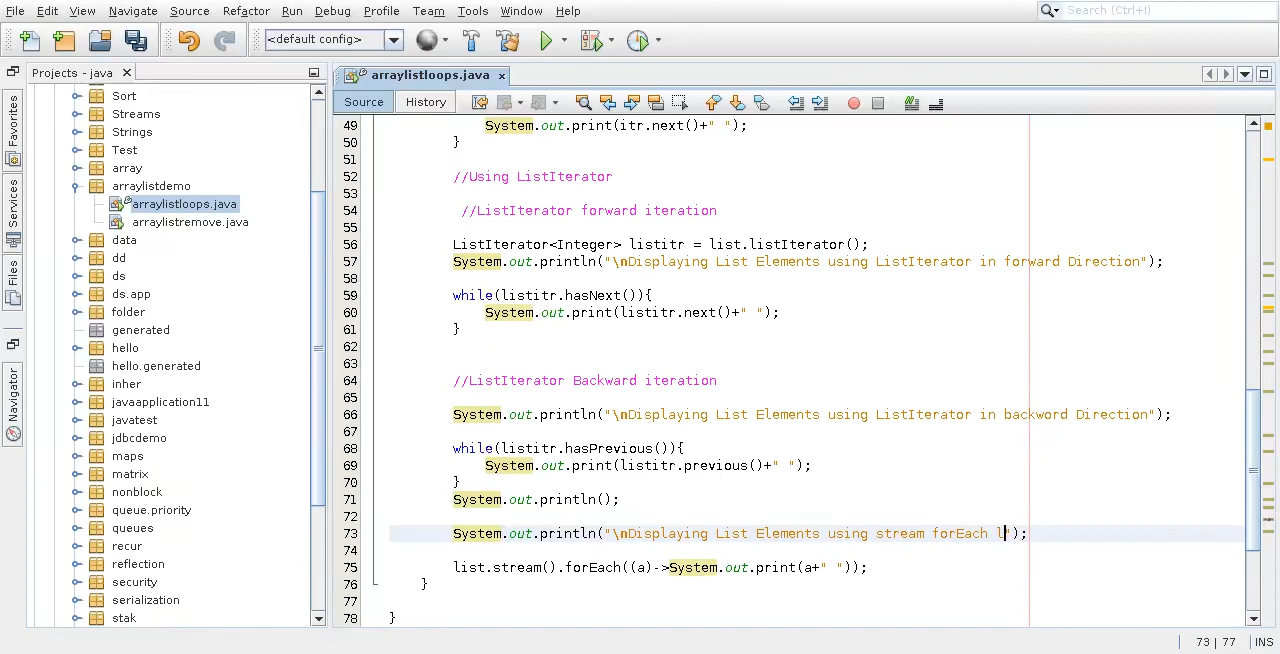 File Edit View Navigate Source Refactor Run Debug Profile Team Tools Window Help
Search (Ctrl+I)
<default config>
Projects - java ×
arraylistloops.java ×
Source History
Favorites
Services
Files
Navigator
Sort
Streams
Strings
Test
array
arraylistdemo
arraylistloops.java
arraylistremove.java
data
dd
ds
ds.app
folder
generated
hello
hello.generated
inher
javaapplication11
javatest
jdbcdemo
maps
matrix
nonblock
queue.priority
queues
recur
reflection
security
serialization
stak
49 System.out.print(itr.next()+" ");
50 }
51
52 //Using ListIterator
53
54 //ListIterator forward iteration
55
56 ListIterator<Integer> listitr = list.listIterator();
57 System.out.println("\nDisplaying List Elements using ListIterator in forward Direction");
58
59 while(listitr.hasNext()){
60 System.out.print(listitr.next()+" ");
61 }
62
63
64 //ListIterator Backward iteration
65
66 System.out.println("\nDisplaying List Elements using ListIterator in backword Direction");
67
68 while(listitr.hasPrevious()){
69 System.out.print(listitr.previous()+" ");
70 }
71 System.out.println();
72
73 System.out.println("\nDisplaying List Elements using stream forEach l");
74
75 list.stream().forEach((a)->System.out.print(a+" "));
76 }
77
78 }
73 | 77 INS